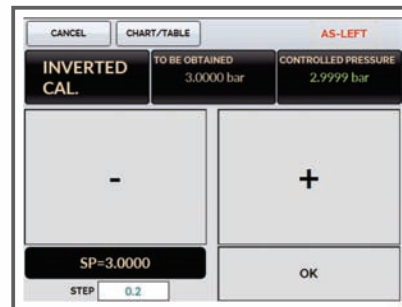 CANCEL CHART/TABLE AS-LEFT
INVERTED CAL.
TO BE OBTAINED
3.0000 bar
CONTROLLED PRESSURE
2.9999 bar
- +
SP=3.0000
STEP 0.2
OK